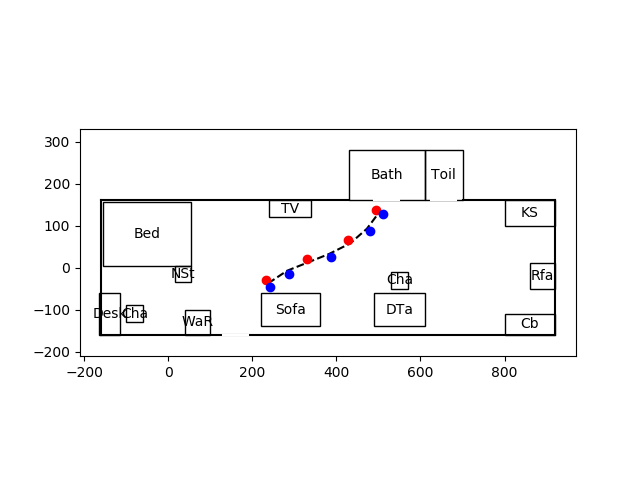 300
200
100
0
−100
−200
−200
0
200
400
600
800
Bath
Toil
TV
KS
Bed
NSt
Cha
Rfa
Desk
Cha
WaR
Sofa
DTa
Cb